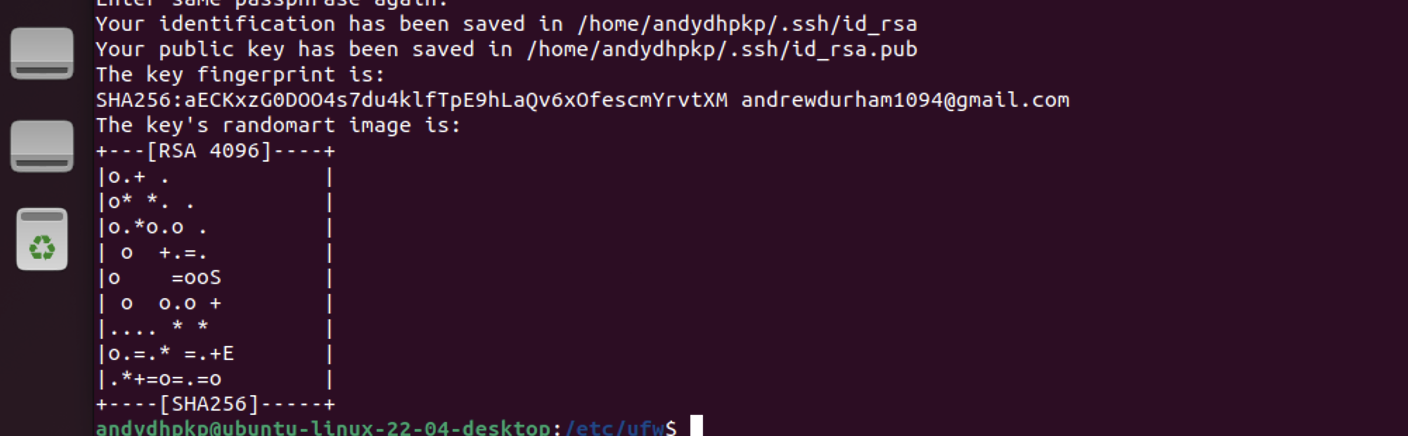 Enter same passphrase again:
Your identification has been saved in /home/andydhpkp/.ssh/id_rsa
Your public key has been saved in /home/andydhpkp/.ssh/id_rsa.pub
The key fingerprint is:
SHA256:aECKxzG0DOO4s7du4klfTpE9hLaQv6xOfescmYrvtXM andrewdurham1094@gmail.com
The key's randomart image is:
+---[RSA 4096]----+
|o.+ .            |
|o* *. .          |
|o.*o.o .         |
| o  +.=.         |
|o    =ooS        |
| o  o.o +        |
|.... * *         |
|o.=.* =.+E       |
|.*+=o=.=o        |
+----[SHA256]-----+
andydhpkp@ubuntu-linux-22-04-desktop:/etc/ufw$